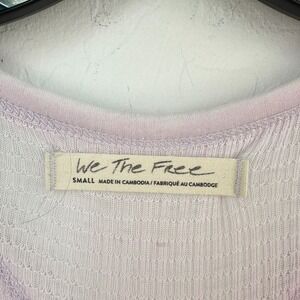 We The Free
SMALL MADE IN CAMBODIA / FABRIQUÉ AU CAMBODGE